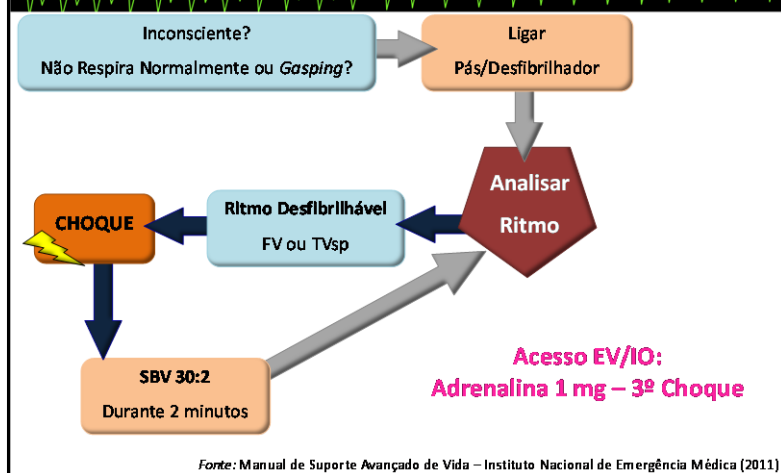 Inconsciente?
Não Respira Normalmente ou Gasping?
Ligar
Pás/Desfibrilhador
Analisar
Ritmo
Ritmo Desfibrilhável
FV ou TVsp
CHOQUE
SBV 30:2
Durante 2 minutos
Acesso EV/IO:
Adrenalina 1 mg – 3º Choque
Fonte: Manual de Suporte Avançado de Vida – Instituto Nacional de Emergência Médica (2011)